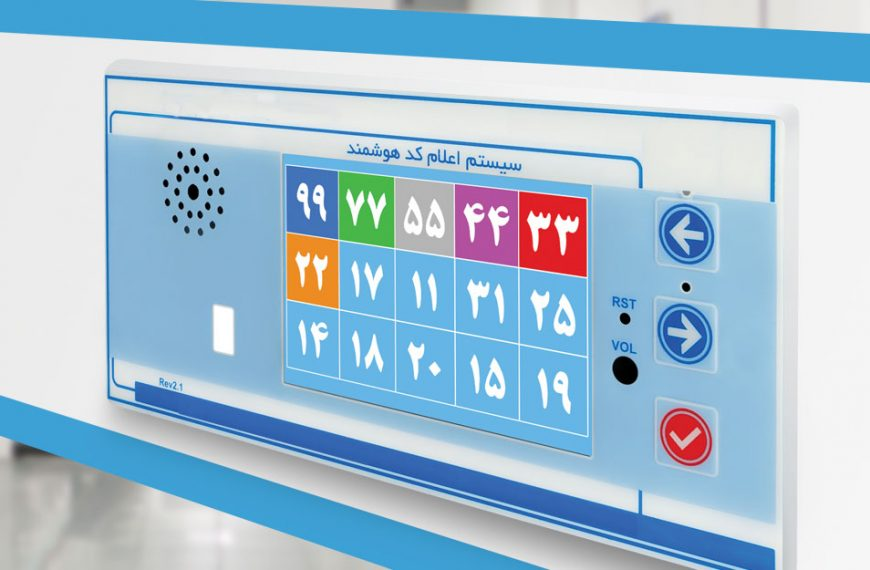 سیستم اعلام کد هوشمند
۹۹ ۷۷ ۵۵ ۴۴ ۳۳
۲۲ ۱۷ ۱۱ ۳۱ ۲۵
۱۴ ۱۸ ۲۰ ۱۵ ۱۹
RST
VOL
Rev2.1